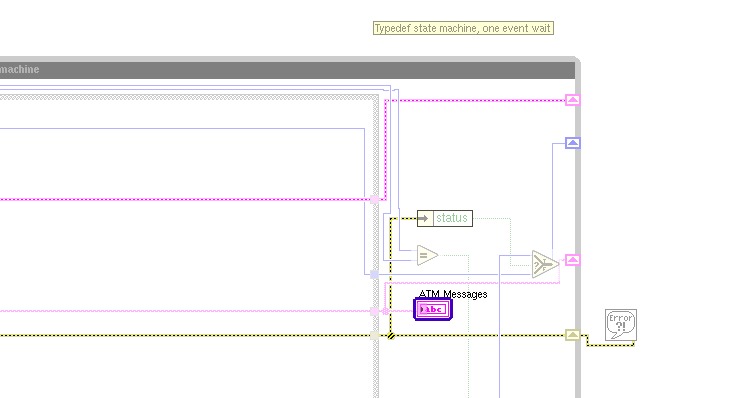 Typedef state machine, one event wait
machine
status
=
ATM Messages
abc
?
Error
?!